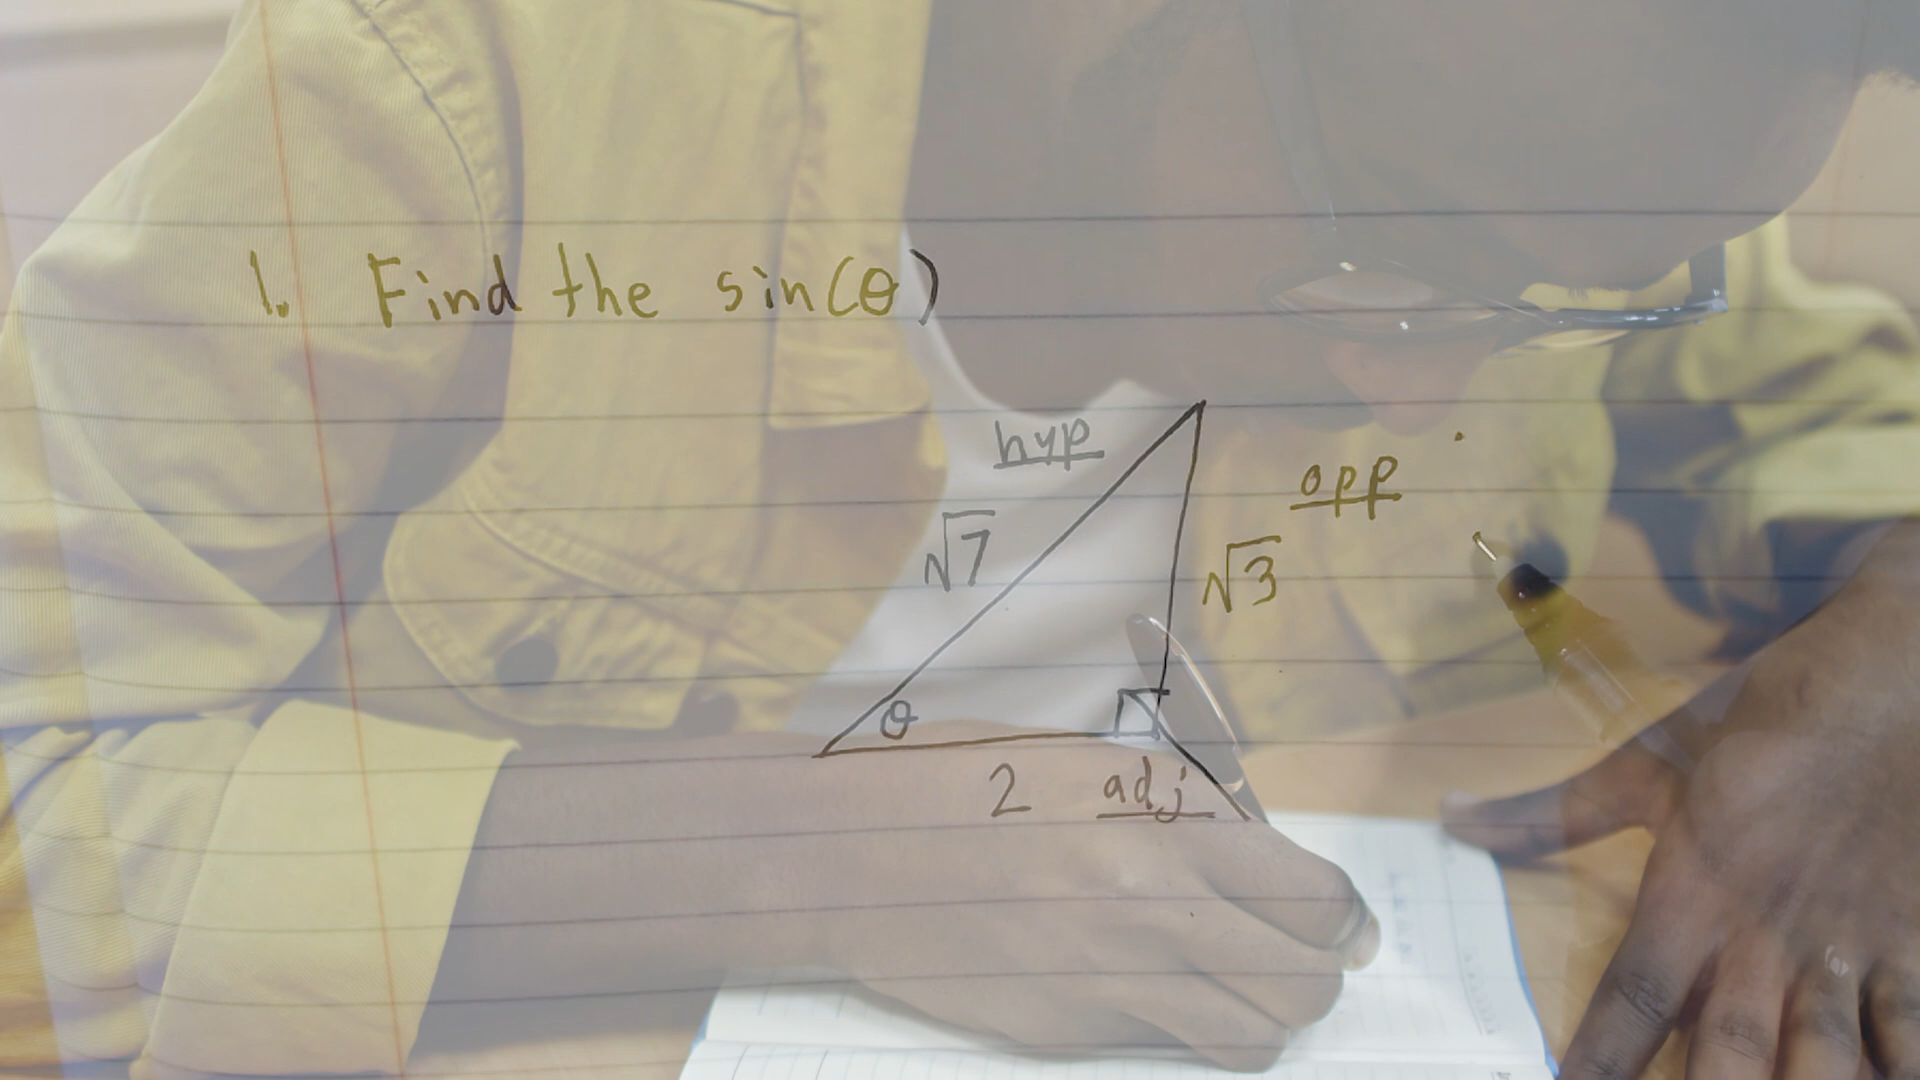 1. Find the sin(θ)
hyp
opp
√7
√3
θ
2 adj